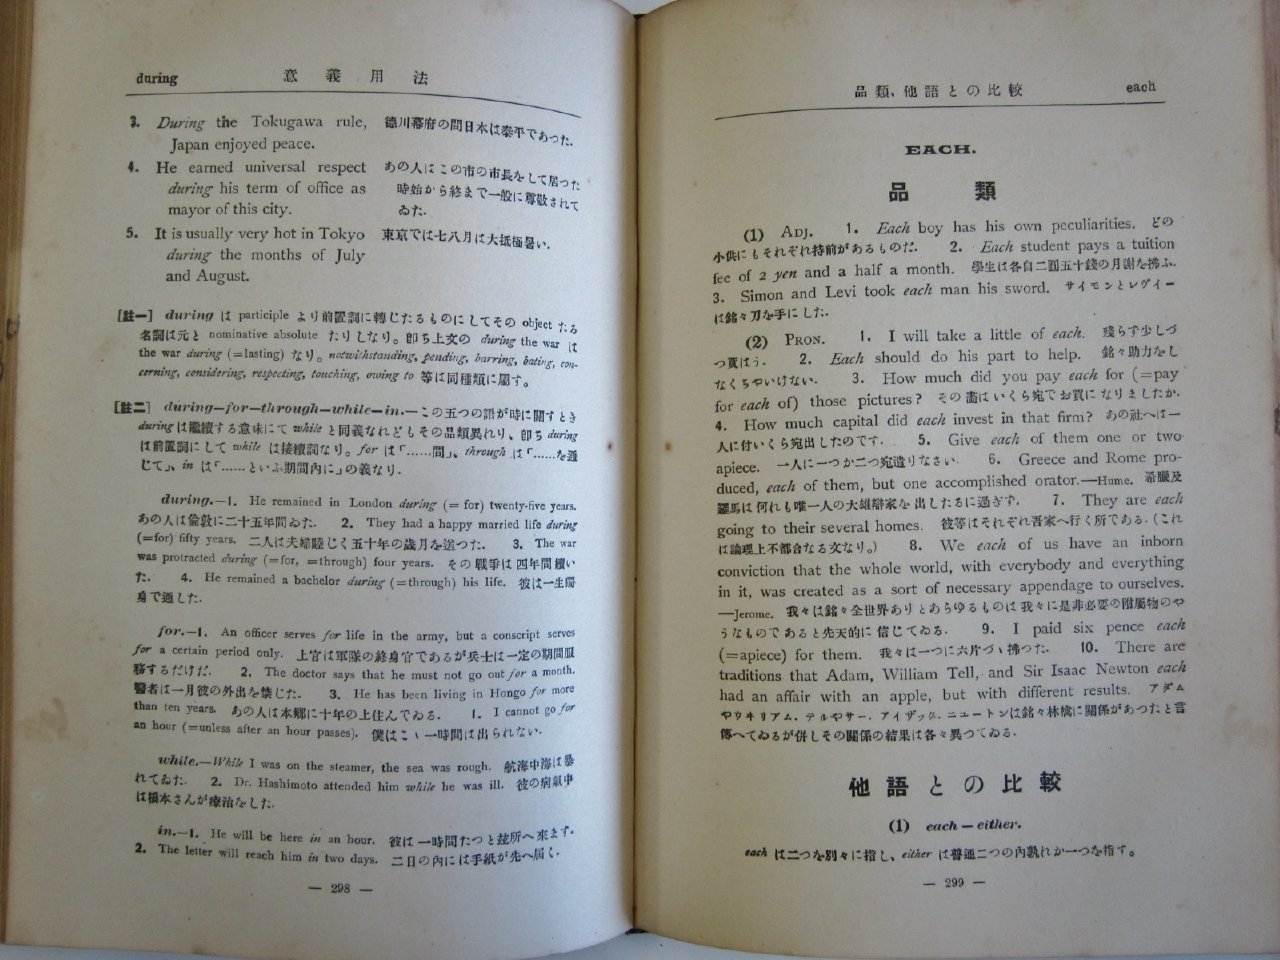 during 意義用法
3. During the Tokugawa rule, 德川幕府の間日本は泰平であつた.
Japan enjoyed peace.
4. He earned universal respect あの人はこの市の市長をして居つた
during his term of office as 時始から終まで一般に尊敬されて
mayor of this city. ゐた.
5. It is usually very hot in Tokyo 東京では七八月は大抵極暑い.
during the months of July
and August.
[註一] during は participle より前置詞に轉じたるものにしてその object たる
名詞は元と nominative absolute たりしなり。卽ち上文の during the war は
the war during (=lasting) なり。notwithstanding, pending, barring, bating, con-
cerning, considering, respecting, touching, owing to 等は同種類に屬す。
[註二] during—for—through—while—in.—この五つの語が時に關すとき
during は繼續する意味にて while と同義なれどもその品類異れり、卽ち during
は前置詞にして while は接續詞なり。for は「......間」、through は「......を通
じて」、in は「......といふ期間內に」の義なり.
during.—1. He remained in London during (= for) twenty-five years.
あの人は倫敦に二十五年間ゐた. 2. They had a happy married life during
(=for) fifty years. 二人は夫婦睦じく五十年の歲月を送つた. 3. The war
was protracted during (=for, =through) four years. その戰爭は四年間續い
た. 4. He remained a bachelor during (=through) his life. 彼は一生獨
身で通した.
for.—1. An officer serves for life in the army, but a conscript serves
for a certain period only. 上官は軍隊の終身官であるが兵士は一定の期間服
務するだけだ. 2. The doctor says that he must not go out for a month.
醫者は一月彼の外出を禁じた. 3. He has been living in Hongo for more
than ten years. あの人は本鄕に十年の上住んでゐる. 1. I cannot go for
an hour (=unless after an hour passes). 僕はこゝ一時間は出られない.
while.—While I was on the steamer, the sea was rough. 航海中海は暴
れてゐた. 2. Dr. Hashimoto attended him while he was ill. 彼の病氣中
は橋本さんが療治をした.
in.—1. He will be here in an hour. 彼は一時間たつと玆所へ來ます.
2. The letter will reach him in two days. 二日の內には手紙が先へ屆く.
— 298 —
品類、他語との比較 each
EACH.
品類
(1) ADJ. 1. Each boy has his own peculiarities. どの
小供にもそれぞれ持前があるものだ. 2. Each student pays a tuition
fee of 2 yen and a half a month. 學生は各自二圓五十錢の月謝を拂ふ.
3. Simon and Levi took each man his sword. サイモンとレヴィー
は銘々刀を手にした.
(2) PRON. 1. I will take a little of each. 殘らず少しづ
つ貰はう. 2. Each should do his part to help. 銘々助力をし
なくちやいけない. 3. How much did you pay each for (=pay
for each of) those pictures? その畫はいくら宛でお買になりましたか.
4. How much capital did each invest in that firm? あの社へは一
人に付いくら宛出したのです. 5. Give each of them one or two
apiece. 一人に一つか二つ宛遣りなさい. 6. Greece and Rome pro-
duced, each of them, but one accomplished orator.—Hume. 希臘及
羅馬は何れも唯一人の大雄辯家を出したるに過ぎず. 7. They are each
going to their several homes. 彼等はそれぞれ吾家へ行く所である. (これ
は論理上不都合なる文なり。) 8. We each of us have an inborn
conviction that the whole world, with everybody and everything
in it, was created as a sort of necessary appendage to ourselves.
—Jerome. 我々は銘々全世界ありとあらゆるものは我々に是非必要の附屬物のや
うなものであると先天的に信じてゐる. 9. I paid six pence each
(=apiece) for them. 我々は一つに六片づゝ拂つた. 10. There are
traditions that Adam, William Tell, and Sir Isaac Newton each
had an affair with an apple, but with different results. アダム
やウキリアム. テルやサー. アイザック. ニュートンは銘々林檎に關係があつたと言
傳へてゐるが併しその關係の結果は各々異つてゐる.
他語との比較
(1) each—either.
each は二つを別々に指し、either は普通二つの內孰れか一つを指す。
— 299 —